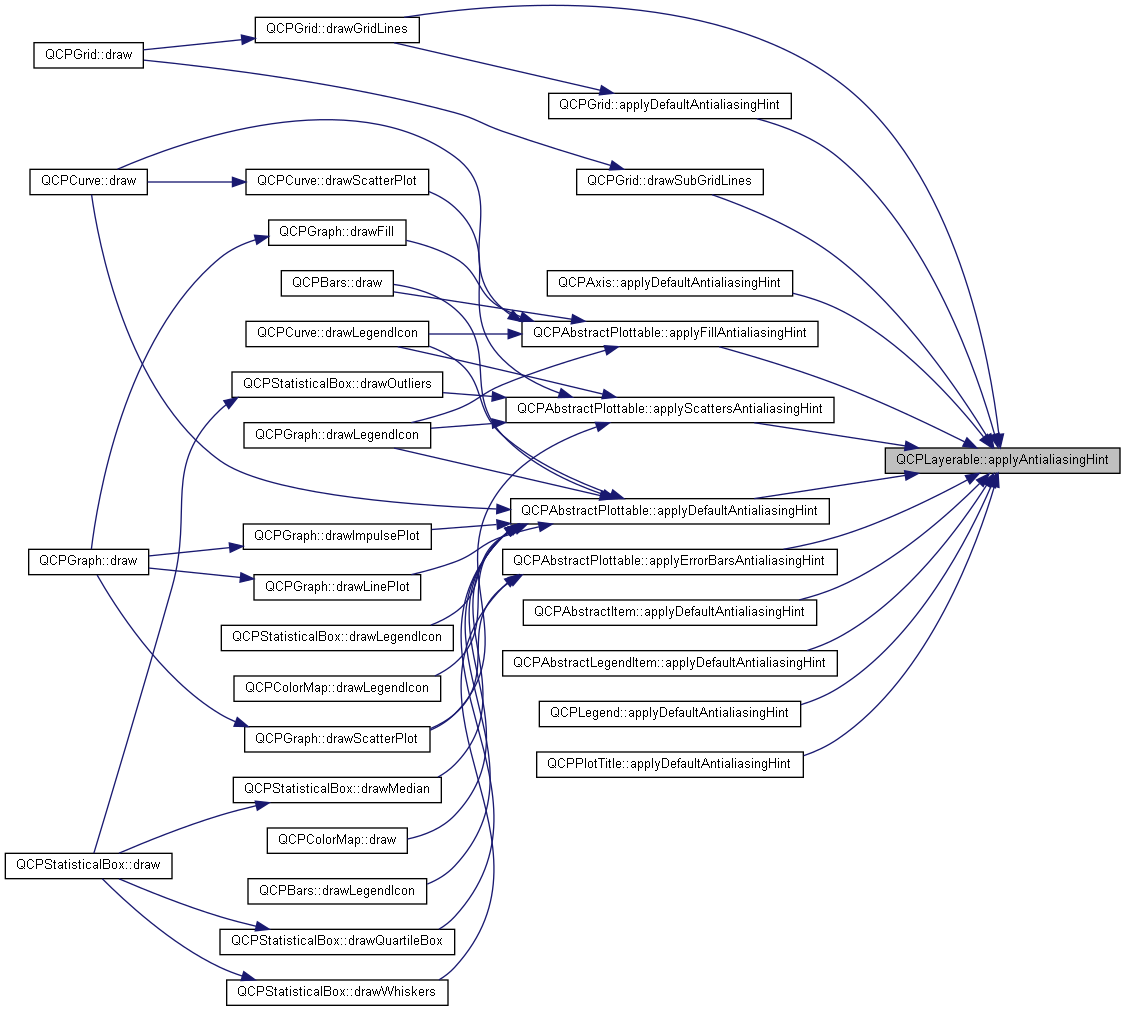 QCPGrid::drawGridLines
QCPGrid::draw
QCPGrid::applyDefaultAntialiasingHint
QCPCurve::draw
QCPCurve::drawScatterPlot
QCPGrid::drawSubGridLines
QCPGraph::drawFill
QCPBars::draw
QCPAxis::applyDefaultAntialiasingHint
QCPCurve::drawLegendIcon
QCPAbstractPlottable::applyFillAntialiasingHint
QCPStatisticalBox::drawOutliers
QCPAbstractPlottable::applyScattersAntialiasingHint
QCPGraph::drawLegendIcon
QCPLayerable::applyAntialiasingHint
QCPAbstractPlottable::applyDefaultAntialiasingHint
QCPGraph::drawImpulsePlot
QCPGraph::draw
QCPAbstractPlottable::applyErrorBarsAntialiasingHint
QCPGraph::drawLinePlot
QCPAbstractItem::applyDefaultAntialiasingHint
QCPStatisticalBox::drawLegendIcon
QCPAbstractLegendItem::applyDefaultAntialiasingHint
QCPColorMap::drawLegendIcon
QCPLegend::applyDefaultAntialiasingHint
QCPGraph::drawScatterPlot
QCPPlotTitle::applyDefaultAntialiasingHint
QCPStatisticalBox::drawMedian
QCPColorMap::draw
QCPStatisticalBox::draw
QCPBars::drawLegendIcon
QCPStatisticalBox::drawQuartileBox
QCPStatisticalBox::drawWhiskers